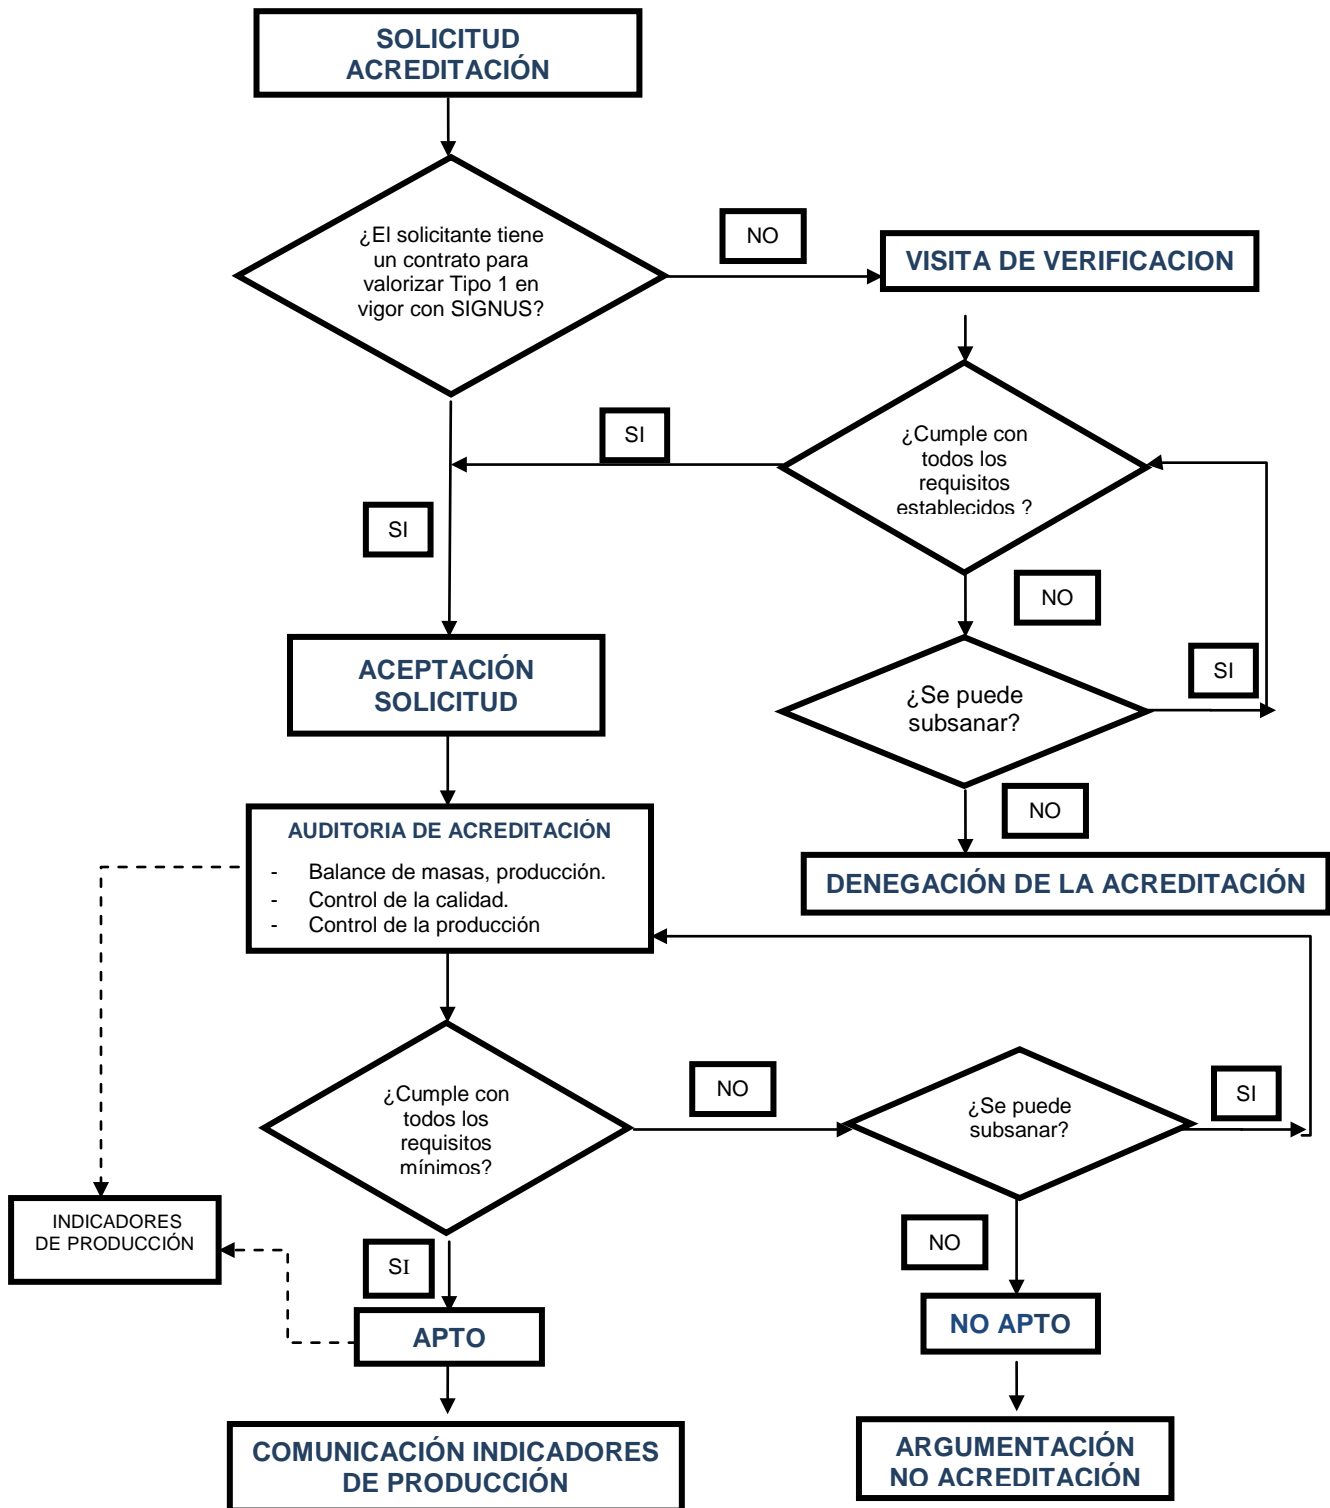 SOLICITUD
ACREDITACIÓN
¿El solicitante tiene
un contrato para
valorizar Tipo 1 en
vigor con SIGNUS?
NO
VISITA DE VERIFICACION
SI
¿Cumple con
todos los
requisitos
establecidos ?
SI
NO
ACEPTACIÓN
SOLICITUD
¿Se puede
subsanar?
SI
NO
AUDITORIA DE ACREDITACIÓN
- Balance de masas, producción.
- Control de la calidad.
- Control de la producción
DENEGACIÓN DE LA ACREDITACIÓN
¿Cumple con
todos los
requisitos
mínimos?
NO
¿Se puede
subsanar?
SI
INDICADORES
DE PRODUCCIÓN
SI
NO
APTO
NO APTO
COMUNICACIÓN INDICADORES
DE PRODUCCIÓN
ARGUMENTACIÓN
NO ACREDITACIÓN